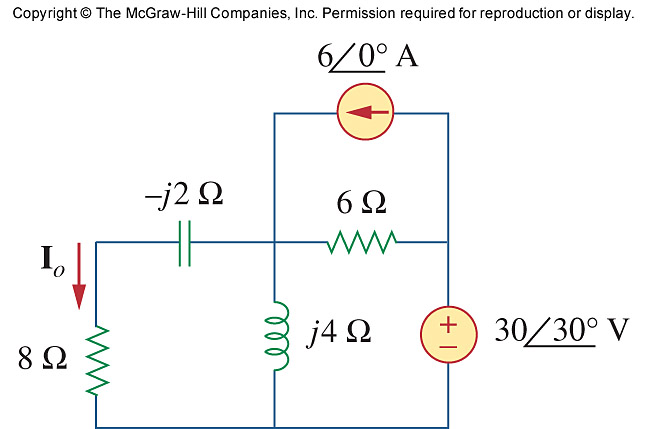 Copyright © The McGraw-Hill Companies, Inc. Permission required for reproduction or display.
6∠0° A
–j2 Ω
6 Ω
I_o
8 Ω
j4 Ω
+
–
30∠30° V